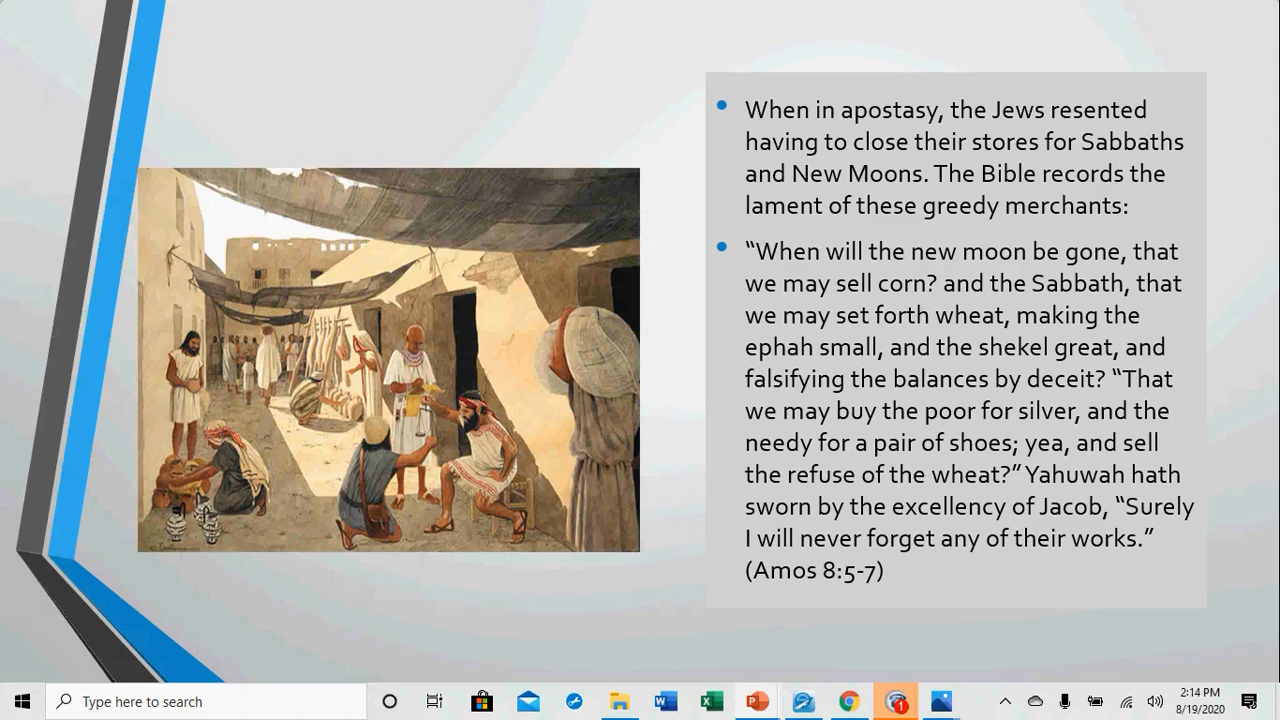 When in apostasy, the Jews resented
having to close their stores for Sabbaths
and New Moons. The Bible records the
lament of these greedy merchants:
“When will the new moon be gone, that
we may sell corn? and the Sabbath, that
we may set forth wheat, making the
ephah small, and the shekel great, and
falsifying the balances by deceit? “That
we may buy the poor for silver, and the
needy for a pair of shoes; yea, and sell
the refuse of the wheat?” Yahuwah hath
sworn by the excellency of Jacob, “Surely
I will never forget any of their works.”
(Amos 8:5-7)
Type here to search
1
2:14 PM
8/19/2020